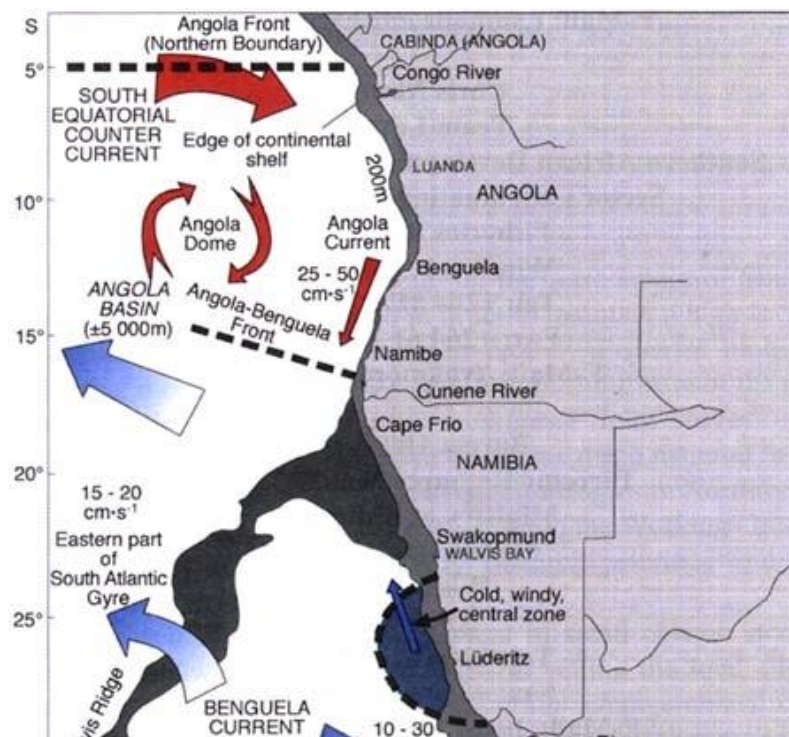 S
Angola Front
(Northern Boundary)
CABINDA (ANGOLA)
5°
Congo River
SOUTH
EQUATORIAL
COUNTER
CURRENT
Edge of continental
shelf
200m
LUANDA
10°
ANGOLA
Angola
Dome
Angola
Current
25 - 50
cm·s⁻¹
Benguela
ANGOLA
BASIN
(±5 000m)
Angola-Benguela
Front
15°
Namibe
Cunene River
Cape Frio
20°
NAMIBIA
15 - 20
cm·s⁻¹
Eastern part
of
South Atlantic
Gyre
Swakopmund
WALVIS BAY
Cold, windy,
central zone
25°
Lüderitz
Ridge
BENGUELA
CURRENT
10 - 30